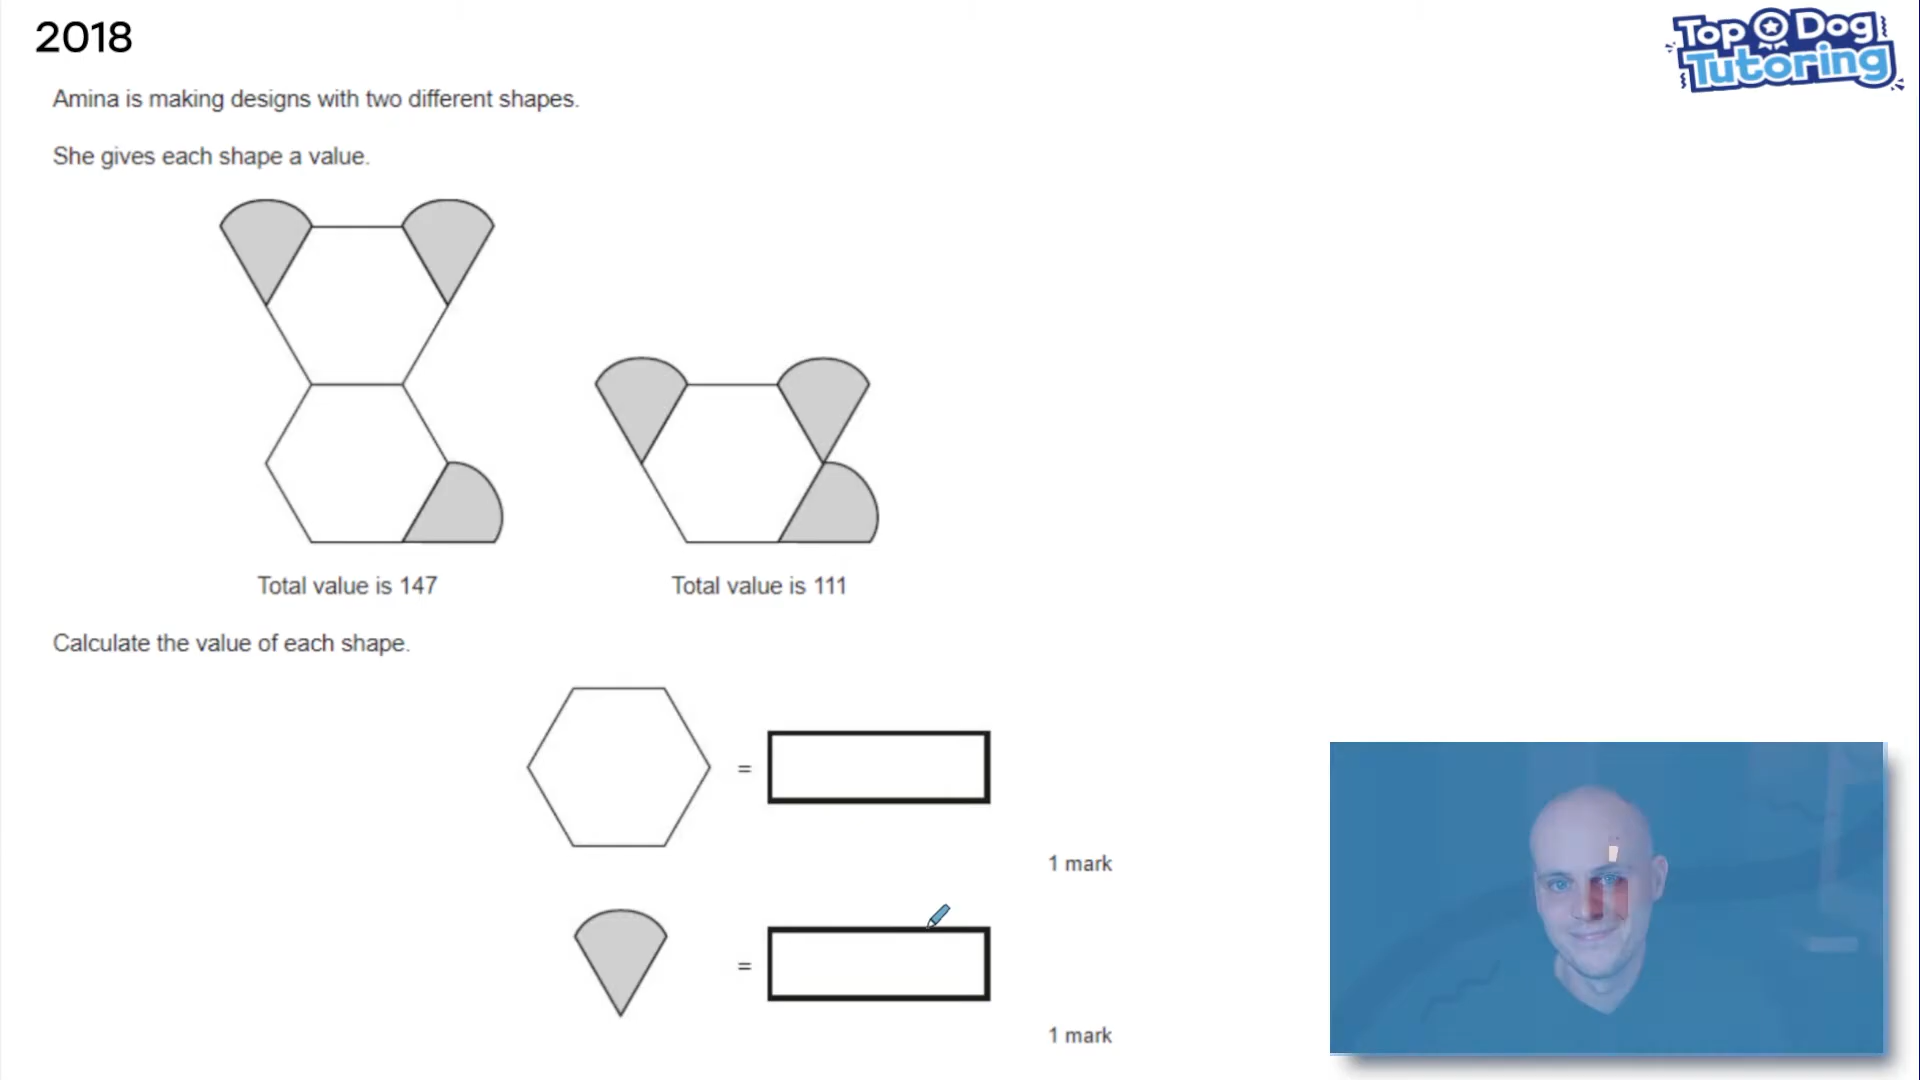 2018
Top Dog
Tutoring
Amina is making designs with two different shapes.
She gives each shape a value.
Total value is 147
Total value is 111
Calculate the value of each shape.
=
1 mark
=
1 mark